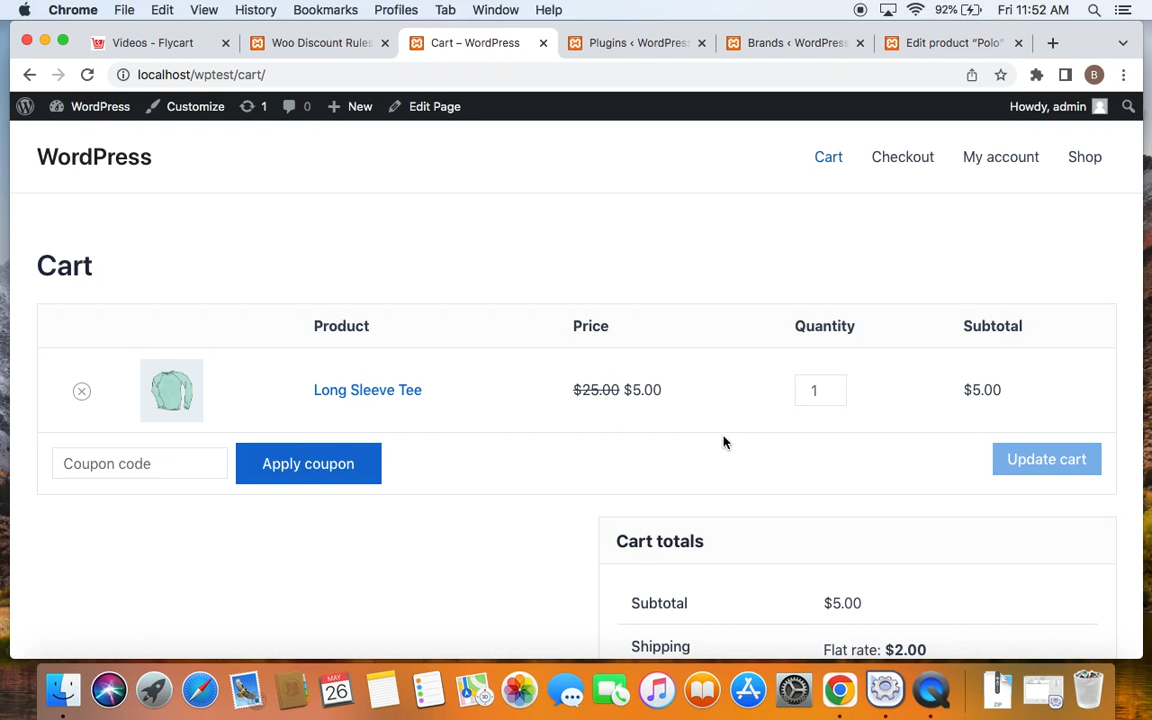 Chrome File Edit View History Bookmarks Profiles Tab Window Help 92% Fri 11:52 AM
Videos - Flycart Woo Discount Rules Cart – WordPress Plugins ‹ WordPress Brands ‹ WordPress Edit product “Polo”
localhost/wptest/cart/ B
WordPress Customize 1 0 New Edit Page Howdy, admin
WordPress Cart Checkout My account Shop
Cart
Product Price Quantity Subtotal
Long Sleeve Tee $25.00 $5.00 1 $5.00
Coupon code Apply coupon Update cart
Cart totals
Subtotal $5.00
Shipping Flat rate: $2.00
MAY
26
ZIP